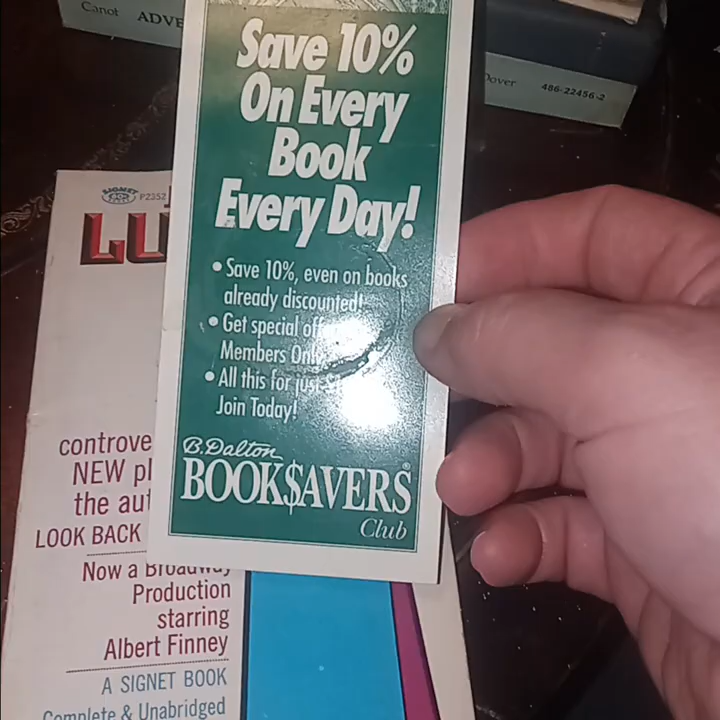 Canot ADVE
Dover 486-22456-2
Save 10%
On Every
Book
Every Day!
• Save 10%, even on books
already discounted!
• Get special
Members
• All this for just
Join Today!
B. Dalton
BOOK$AVERS®
Club
SIGNET
P2352
LU
controve
NEW pl
the aut
LOOK BACK
Now a Broadway
Production
starring
Albert Finney
A SIGNET BOOK
Complete & Unabridged